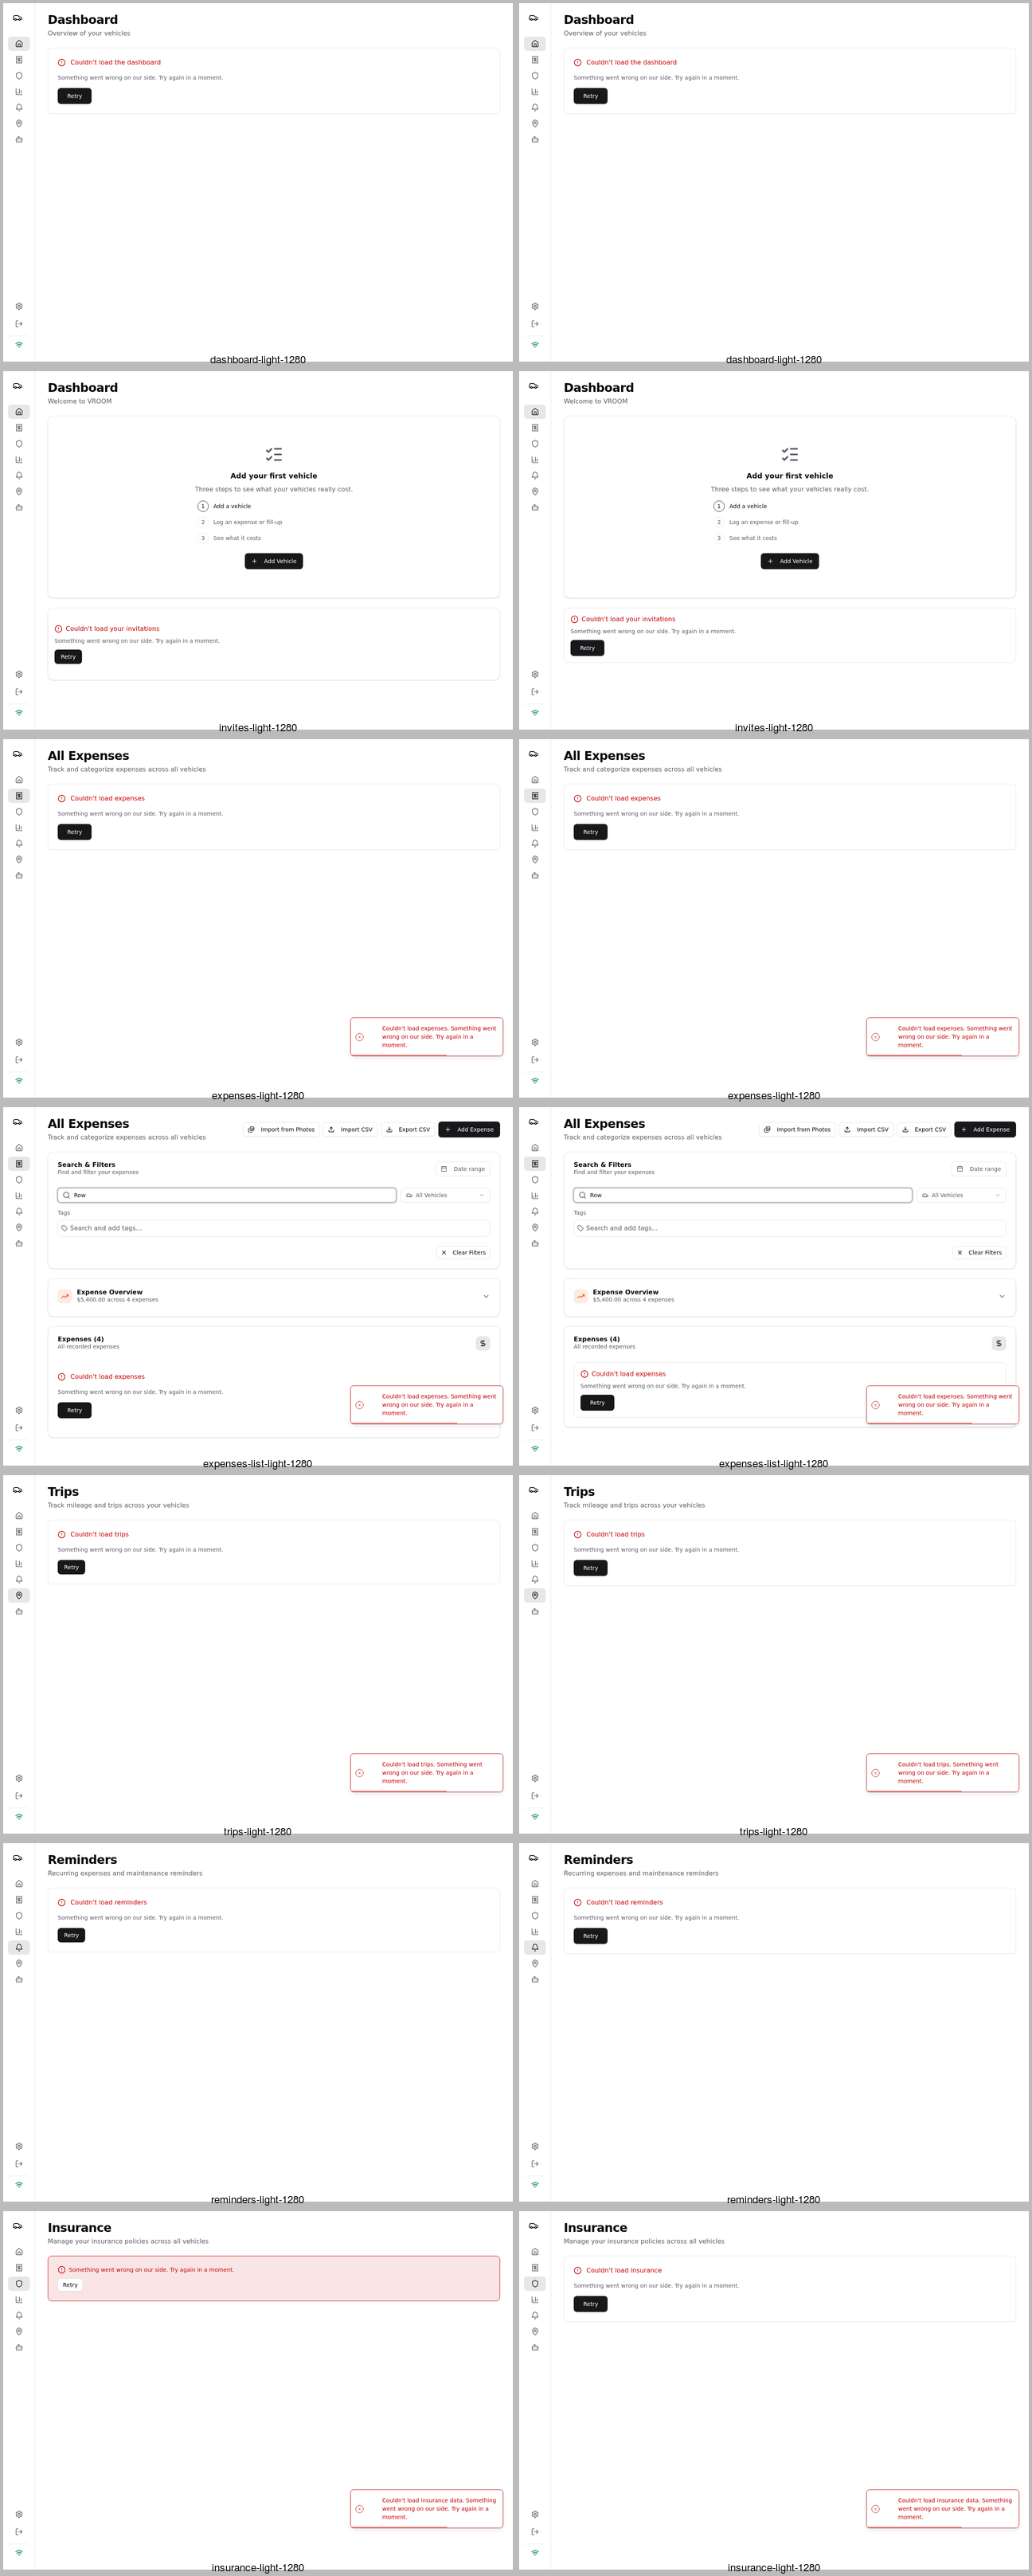 Dashboard
Overview of your vehicles
Couldn't load the dashboard
Something went wrong on our side. Try again in a moment.
Retry
dashboard-light-1280
Dashboard
Overview of your vehicles
Couldn't load the dashboard
Something went wrong on our side. Try again in a moment.
Retry
dashboard-light-1280
Dashboard
Welcome to VROOM
Add your first vehicle
Three steps to see what your vehicles really cost.
1 Add a vehicle
2 Log an expense or fill-up
3 See what it costs
+ Add Vehicle
Couldn't load your invitations
Something went wrong on our side. Try again in a moment.
Retry
invites-light-1280
Dashboard
Welcome to VROOM
Add your first vehicle
Three steps to see what your vehicles really cost.
1 Add a vehicle
2 Log an expense or fill-up
3 See what it costs
+ Add Vehicle
Couldn't load your invitations
Something went wrong on our side. Try again in a moment.
Retry
invites-light-1280
All Expenses
Track and categorize expenses across all vehicles
Couldn't load expenses
Something went wrong on our side. Try again in a moment.
Retry
Couldn't load expenses. Something went
wrong on our side. Try again in a
moment.
expenses-light-1280
All Expenses
Track and categorize expenses across all vehicles
Couldn't load expenses
Something went wrong on our side. Try again in a moment.
Retry
Couldn't load expenses. Something went
wrong on our side. Try again in a
moment.
expenses-light-1280
All Expenses
Track and categorize expenses across all vehicles
Import from Photos
Import CSV
Export CSV
+ Add Expense
Search & Filters
Find and filter your expenses
Date range
Row
All Vehicles
Tags
Search and add tags...
Clear Filters
Expense Overview
$5,400.00 across 4 expenses
Expenses (4)
All recorded expenses
Couldn't load expenses
Something went wrong on our side. Try again in a moment.
Retry
Couldn't load expenses. Something went
wrong on our side. Try again in a
moment.
expenses-list-light-1280
All Expenses
Track and categorize expenses across all vehicles
Import from Photos
Import CSV
Export CSV
+ Add Expense
Search & Filters
Find and filter your expenses
Date range
Row
All Vehicles
Tags
Search and add tags...
Clear Filters
Expense Overview
$5,400.00 across 4 expenses
Expenses (4)
All recorded expenses
Couldn't load expenses
Something went wrong on our side. Try again in a moment.
Retry
Couldn't load expenses. Something went
wrong on our side. Try again in a
moment.
expenses-list-light-1280
Trips
Track mileage and trips across your vehicles
Couldn't load trips
Something went wrong on our side. Try again in a moment.
Retry
Couldn't load trips. Something went
wrong on our side. Try again in a
moment.
trips-light-1280
Trips
Track mileage and trips across your vehicles
Couldn't load trips
Something went wrong on our side. Try again in a moment.
Retry
Couldn't load trips. Something went
wrong on our side. Try again in a
moment.
trips-light-1280
Reminders
Recurring expenses and maintenance reminders
Couldn't load reminders
Something went wrong on our side. Try again in a moment.
Retry
reminders-light-1280
Reminders
Recurring expenses and maintenance reminders
Couldn't load reminders
Something went wrong on our side. Try again in a moment.
Retry
reminders-light-1280
Insurance
Manage your insurance policies across all vehicles
Something went wrong on our side. Try again in a moment.
Retry
Couldn't load insurance data. Something
went wrong on our side. Try again in a
moment.
insurance-light-1280
Insurance
Manage your insurance policies across all vehicles
Couldn't load insurance
Something went wrong on our side. Try again in a moment.
Retry
Couldn't load insurance data. Something
went wrong on our side. Try again in a
moment.
insurance-light-1280